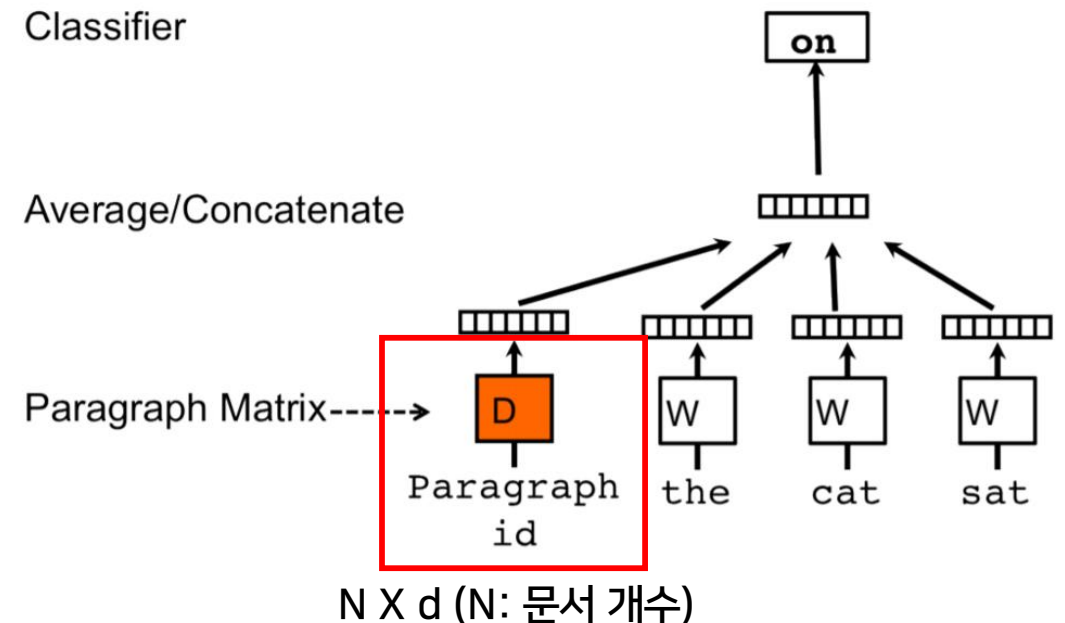 Classifier
on
Average/Concatenate
Paragraph Matrix
D
W
W
W
Paragraph
id
the
cat
sat
N X d (N: 문서 개수)